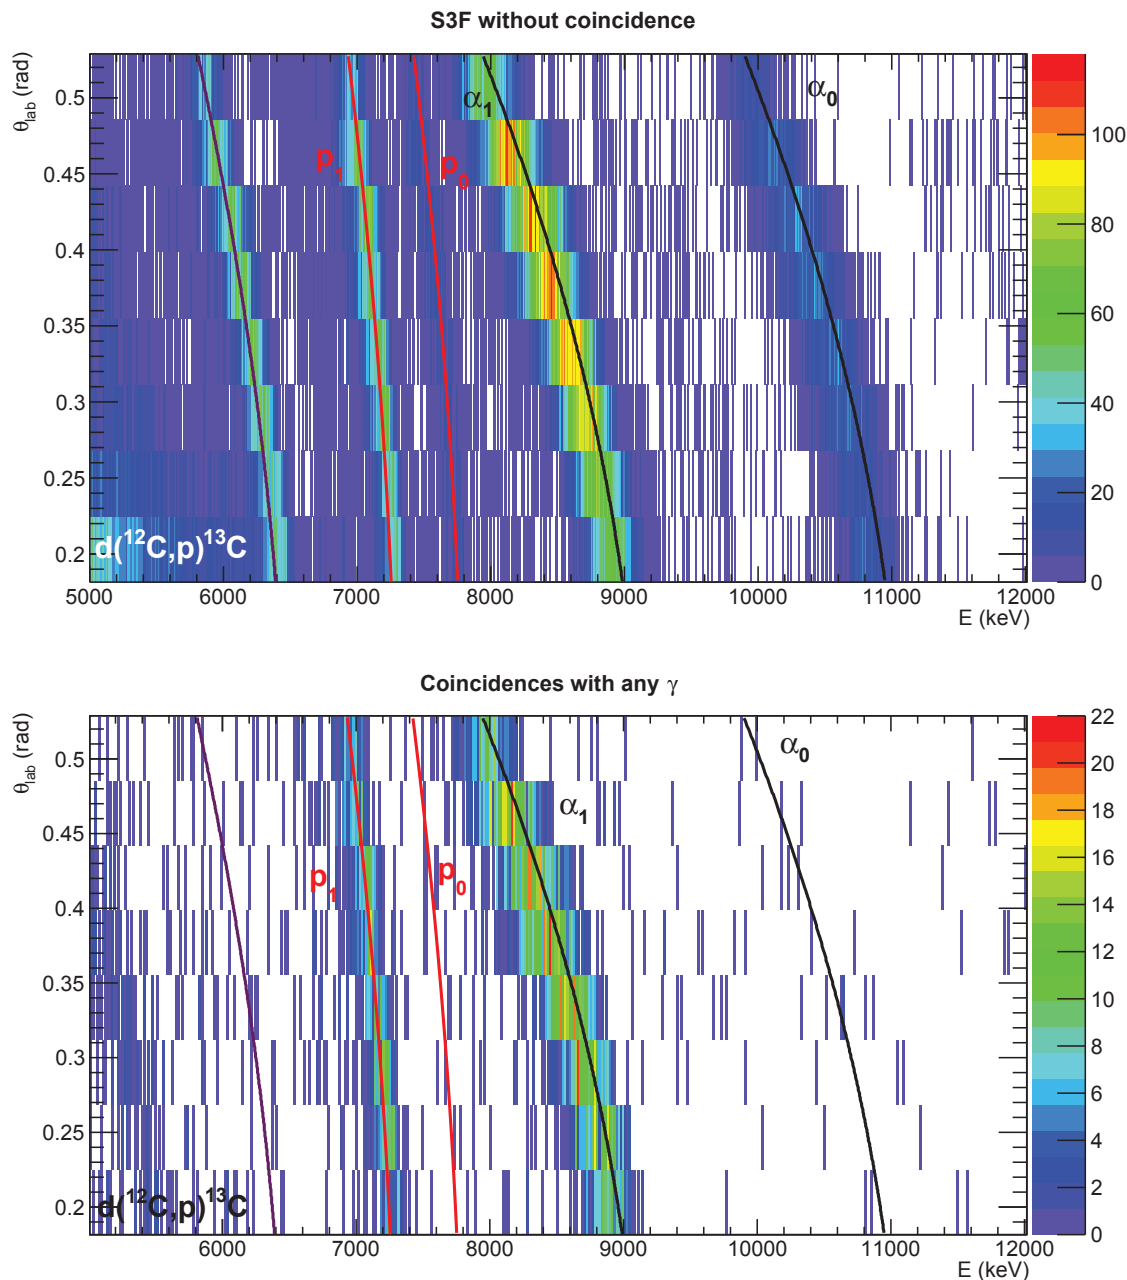 S3F without coincidence
θlab (rad)
0.5
0.45
0.4
0.35
0.3
0.25
0.2
α1
α0
p1
p0
d(¹²C,p)¹³C
5000 6000 7000 8000 9000 10000 11000 12000
E (keV)
100
80
60
40
20
0
Coincidences with any γ
θlab (rad)
0.5
0.45
0.4
0.35
0.3
0.25
0.2
α0
α1
p1
p0
d(¹²C,p)¹³C
6000 7000 8000 9000 10000 11000 12000
E (keV)
22
20
18
16
14
12
10
8
6
4
2
0